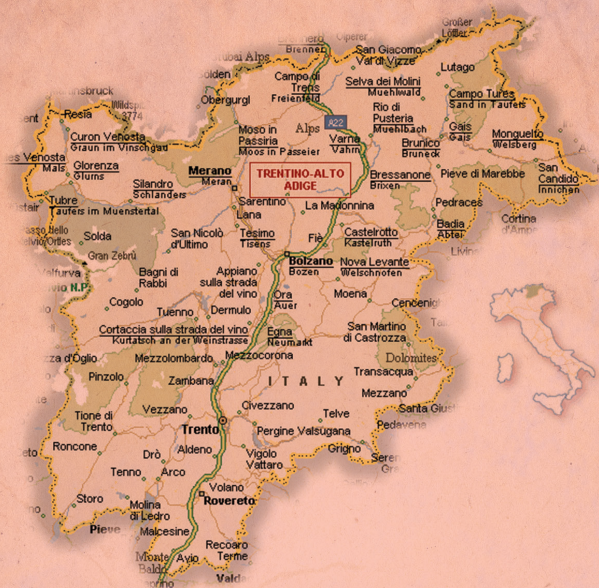 Großer
Löffler
Brenner
San Giacomo
Val di Vizze
Alps
Lutago
Campo di
Trens
Freienfeld
Selva dei Molini
Muehlwald
Campo Tures
Sand in Taufers
Obergurgl
3774
Resia
A22
Rio di
Pusteria
Muehlbach
Gais
Gais
Monguelfo
Welsberg
Moso in
Passiria
Moos in Passeier
Alps
Varna
Vahrn
Curon Venosta
Graun im Vinschgau
Brunico
Bruneck
Venosta
Mals
Glorenza
Glurns
Merano
Meran
TRENTINO-ALTO
ADIGE
Bressanone
Brixen
Pieve di Marebbe
San
Candido
Innichen
Silandro
Schlanders
Tubre
Taufers im Muenstertal
Sarentino
Lana
La Madonnina
Pedraces
Cortina
Badia
Abtei
Solda
San Nicolò
d'Ultimo
Tesimo
Tisens
Fiè
Castelrotto
Kastelruth
Gran Zebrù
Bolzano
Bozen
Nova Levante
Welschnofen
N.P.
Bagni di
Rabbi
Appiano
sulla strada
del vino
Cogolo
Ora
Auer
Moena
Tuenno
Dermulo
Cortaccia sulla strada del vino
Kurtatsch an der Weinstrasse
Egna
Neumarkt
San Martino
di Castrozza
Dolomites
Mezzolombardo
Mezzocorona
Pinzolo
Zambana
ITALY
Transacqua
Mezzano
Vezzano
Civezzano
Telve
Tione di
Trento
Trento
Pergine Valsugana
Pedavena
Roncone
Drò
Aldeno
Vigolo
Vattaro
Grigno
Tenno
Arco
Volano
Rovereto
Storo
Molina
di Ledro
Pieve
Malcesine
Monte
Baldo
Avio
Recoaro
Terme